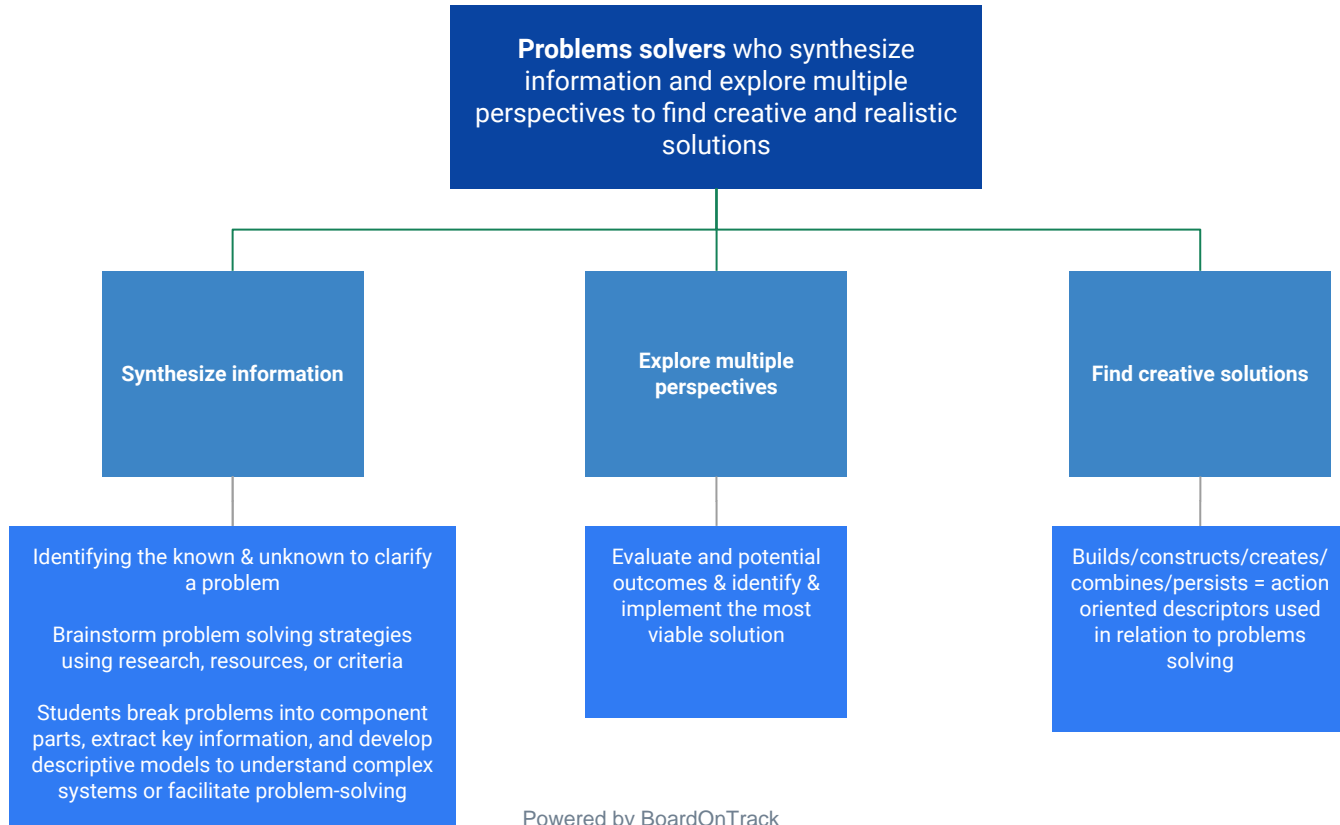 Problems solvers who synthesize
information and explore multiple
perspectives to find creative and realistic
solutions
Synthesize information
Explore multiple
perspectives
Find creative solutions
Identifying the known & unknown to clarify
a problem
Brainstorm problem solving strategies
using research, resources, or criteria
Students break problems into component
parts, extract key information, and develop
descriptive models to understand complex
systems or facilitate problem-solving
Evaluate and potential
outcomes & identify &
implement the most
viable solution
Builds/constructs/creates/
combines/persists = action
oriented descriptors used
in relation to problems
solving
Powered by BoardOnTrack